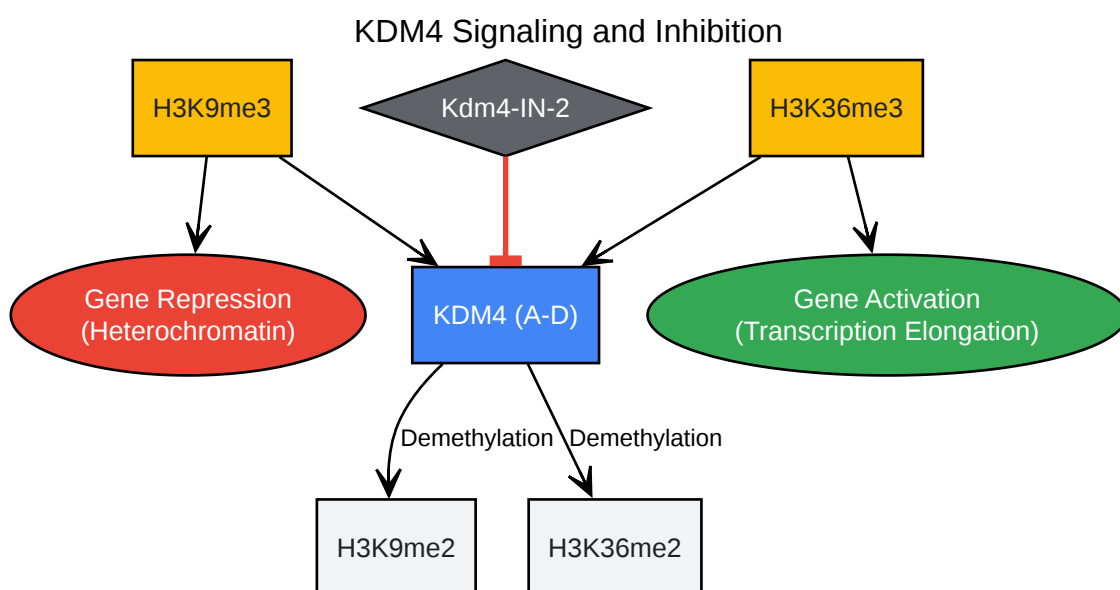 KDM4 Signaling and Inhibition
H3K9me3
Kdm4-IN-2
H3K36me3
Gene Repression
(Heterochromatin)
KDM4 (A-D)
Gene Activation
(Transcription Elongation)
Demethylation
Demethylation
H3K9me2
H3K36me2